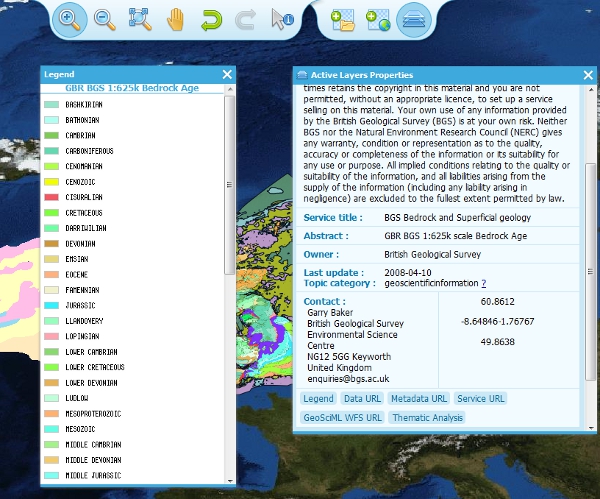 Legend
GBR BGS 1:625k Bedrock Age
BASHKIRIAN
BATHONIAN
CAMBRIAN
CARBONIFEROUS
CENOMANIAN
CENOZOIC
CISURALIAN
CRETACEOUS
DARRIWILIAN
DEVONIAN
EMSIAN
EOCENE
FAMENNIAN
JURASSIC
LLANDOVERY
LOPINGIAN
LOWER CAMBRIAN
LOWER CRETACEOUS
LOWER DEVONIAN
LUDLOW
MESOPROTEROZOIC
MESOZOIC
MIDDLE CAMBRIAN
MIDDLE DEVONIAN
MIDDLE JURASSIC
Active Layers Properties
times retains the copyright in this material and you are not
permitted, without an appropriate licence, to set up a service
selling on this material. Your own use of any information provided
by the British Geological Survey (BGS) is at your own risk. Neither
BGS nor the Natural Environment Research Council (NERC) gives
any warranty, condition or representation as to the quality,
accuracy or completeness of the information or its suitability for
any use or purpose. All implied conditions relating to the quality or
suitability of the information, and all liabilities arising from the
supply of the information (including any liability arising in
negligence) are excluded to the fullest extent permitted by law.
Service title : BGS Bedrock and Superficial geology
Abstract : GBR BGS 1:625k scale Bedrock Age
Owner : British Geological Survey
Last update : 2008-04-10
Topic category : geoscientificinformation ?
Contact :
Garry Baker
British Geological Survey
Environmental Science
Centre
NG12 5GG Keyworth
United Kingdom
enquiries@bgs.ac.uk
60.8612
-8.64846 -1.76767
49.8638
Legend Data URL Metadata URL Service URL
GeoSciML WFS URL Thematic Analysis